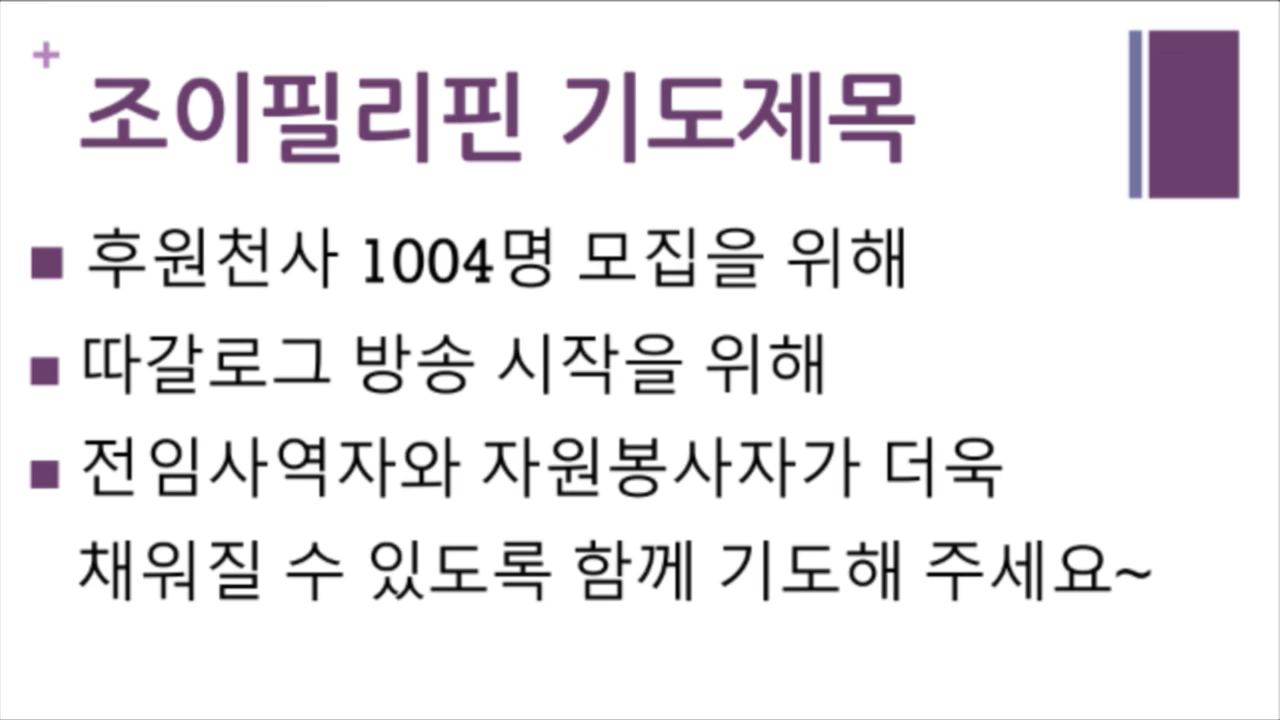 조이필리핀 기도제목
후원천사 1004명 모집을 위해
따갈로그 방송 시작을 위해
전임사역자와 자원봉사자가 더욱
채워질 수 있도록 함께 기도해 주세요~